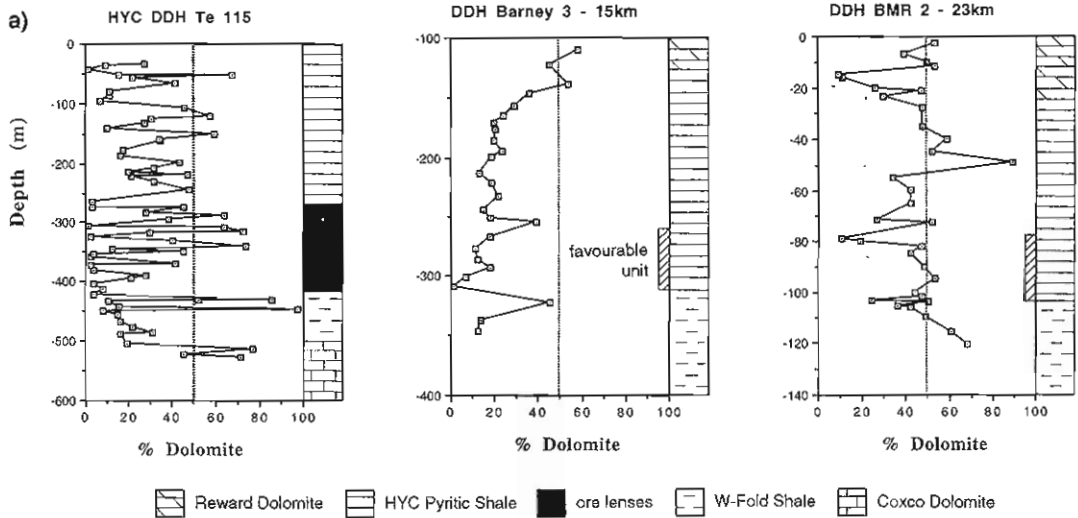 a)
HYC DDH Te 115
DDH Barney 3 - 15km
DDH BMR 2 - 23km
Depth (m)
0
-100
-200
-300
-400
-500
-600
0 20 40 60 80 100
% Dolomite
-100
-200
-300
-400
0 20 40 60 80 100
% Dolomite
favourable
unit
0
-20
-40
-60
-80
-100
-120
-140
0 20 40 60 80 100
% Dolomite
Reward Dolomite
HYC Pyritic Shale
ore lenses
W-Fold Shale
Coxco Dolomite